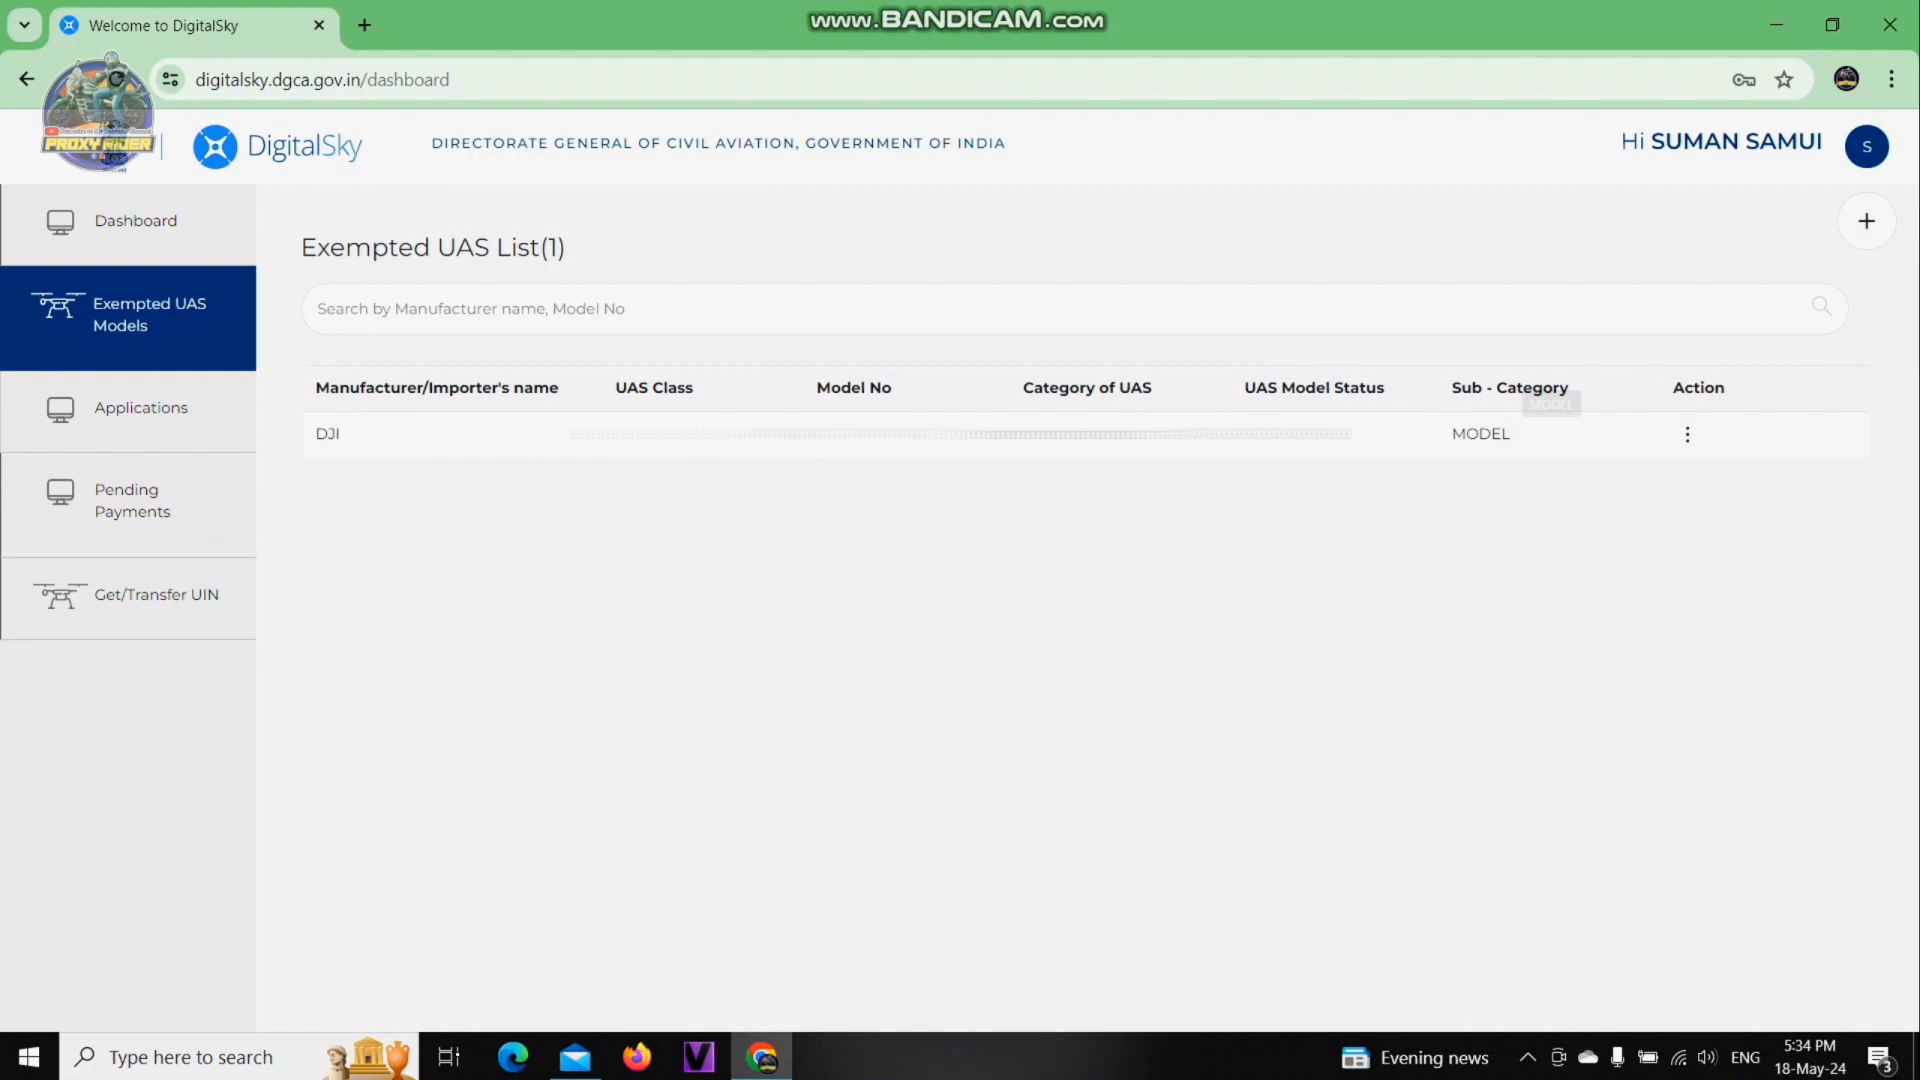 Welcome to DigitalSky
www.BANDICAM.com
digitalsky.dgca.gov.in/dashboard
PROXY RIDER
DigitalSky
DIRECTORATE GENERAL OF CIVIL AVIATION, GOVERNMENT OF INDIA
Hi SUMAN SAMUI
S
Dashboard
Exempted UAS Models
Applications
Pending Payments
Get/Transfer UIN
Exempted UAS List(1)
Search by Manufacturer name, Model No
Manufacturer/Importer's name UAS Class Model No Category of UAS UAS Model Status Sub - Category Action
MODEL
DJI MODEL
Type here to search
Evening news
ENG
5:34 PM
18-May-24
3